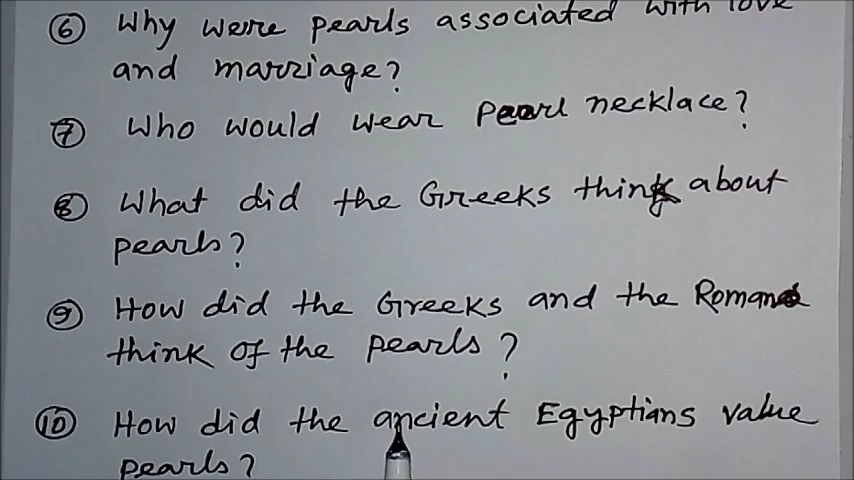 ⑥ Why were pearls associated with love
and marriage?
⑦ Who would wear pearl necklace?
⑧ What did the Greeks think about
pearls?
⑨ How did the Greeks and the Romans
think of the pearls?
⑩ How did the ancient Egyptians value
pearls?